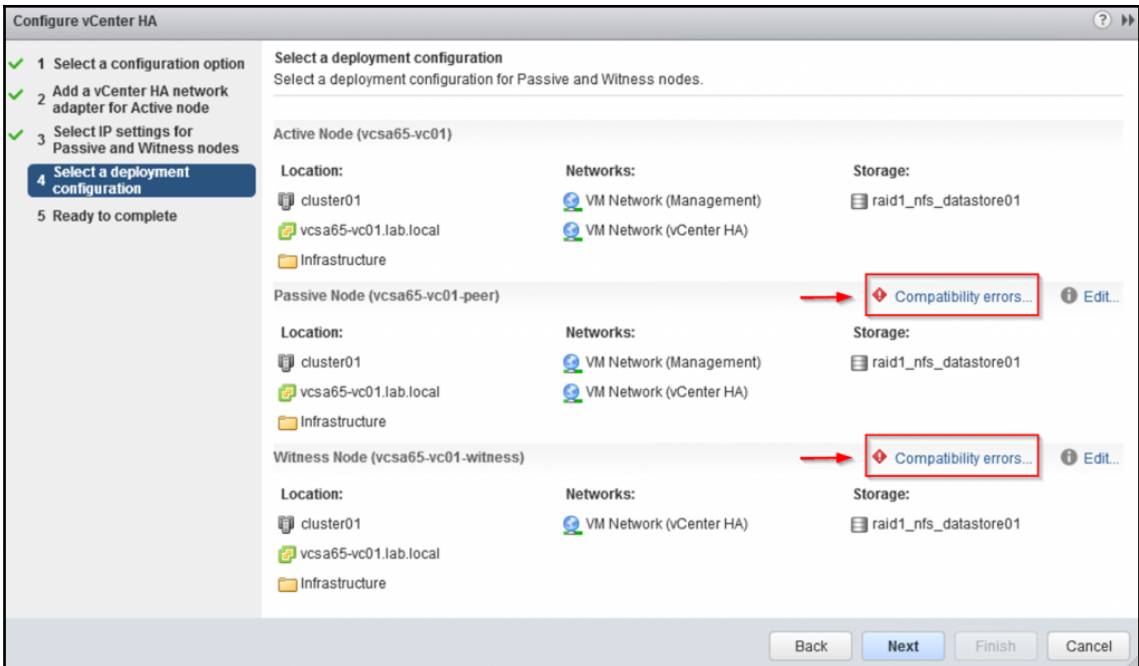 Configure vCenter HA
1 Select a configuration option
2 Add a vCenter HA network
adapter for Active node
3 Select IP settings for
Passive and Witness nodes
4 Select a deployment
configuration
5 Ready to complete
Select a deployment configuration
Select a deployment configuration for Passive and Witness nodes.
Active Node (vcsa65-vc01)
Location: Networks: Storage:
cluster01 VM Network (Management) raid1_nfs_datastore01
vcsa65-vc01.lab.local VM Network (vCenter HA)
Infrastructure
Passive Node (vcsa65-vc01-peer) Compatibility errors... Edit...
Location: Networks: Storage:
cluster01 VM Network (Management) raid1_nfs_datastore01
vcsa65-vc01.lab.local VM Network (vCenter HA)
Infrastructure
Witness Node (vcsa65-vc01-witness) Compatibility errors... Edit...
Location: Networks: Storage:
cluster01 VM Network (vCenter HA) raid1_nfs_datastore01
vcsa65-vc01.lab.local
Infrastructure
Back Next Finish Cancel